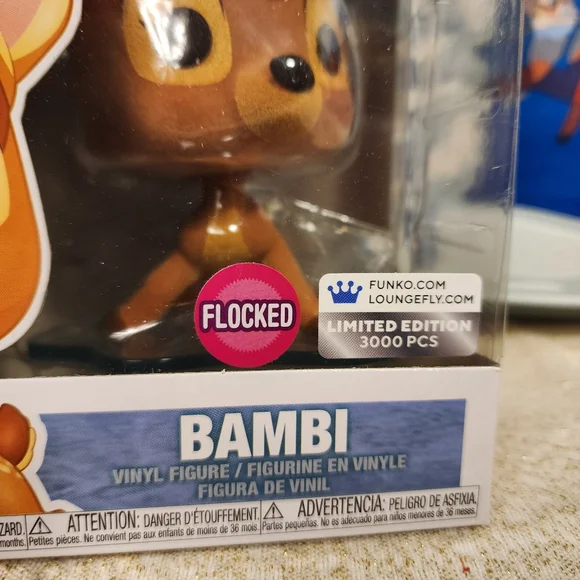 FLOCKED
FUNKO.COM
LOUNGEFLY.COM
LIMITED EDITION
3000 PCS
BAMBI
VINYL FIGURE / FIGURINE EN VINYLE
FIGURA DE VINIL
ZARD. ATTENTION: DANGER D'ÉTOUFFEMENT. ADVERTENCIA: PELIGRO DE ASFIXIA.
months. Petites pièces. Ne convient pas aux enfants de moins de 36 mois. Partes pequeñas. No es adecuado para niños menores de 36 meses.